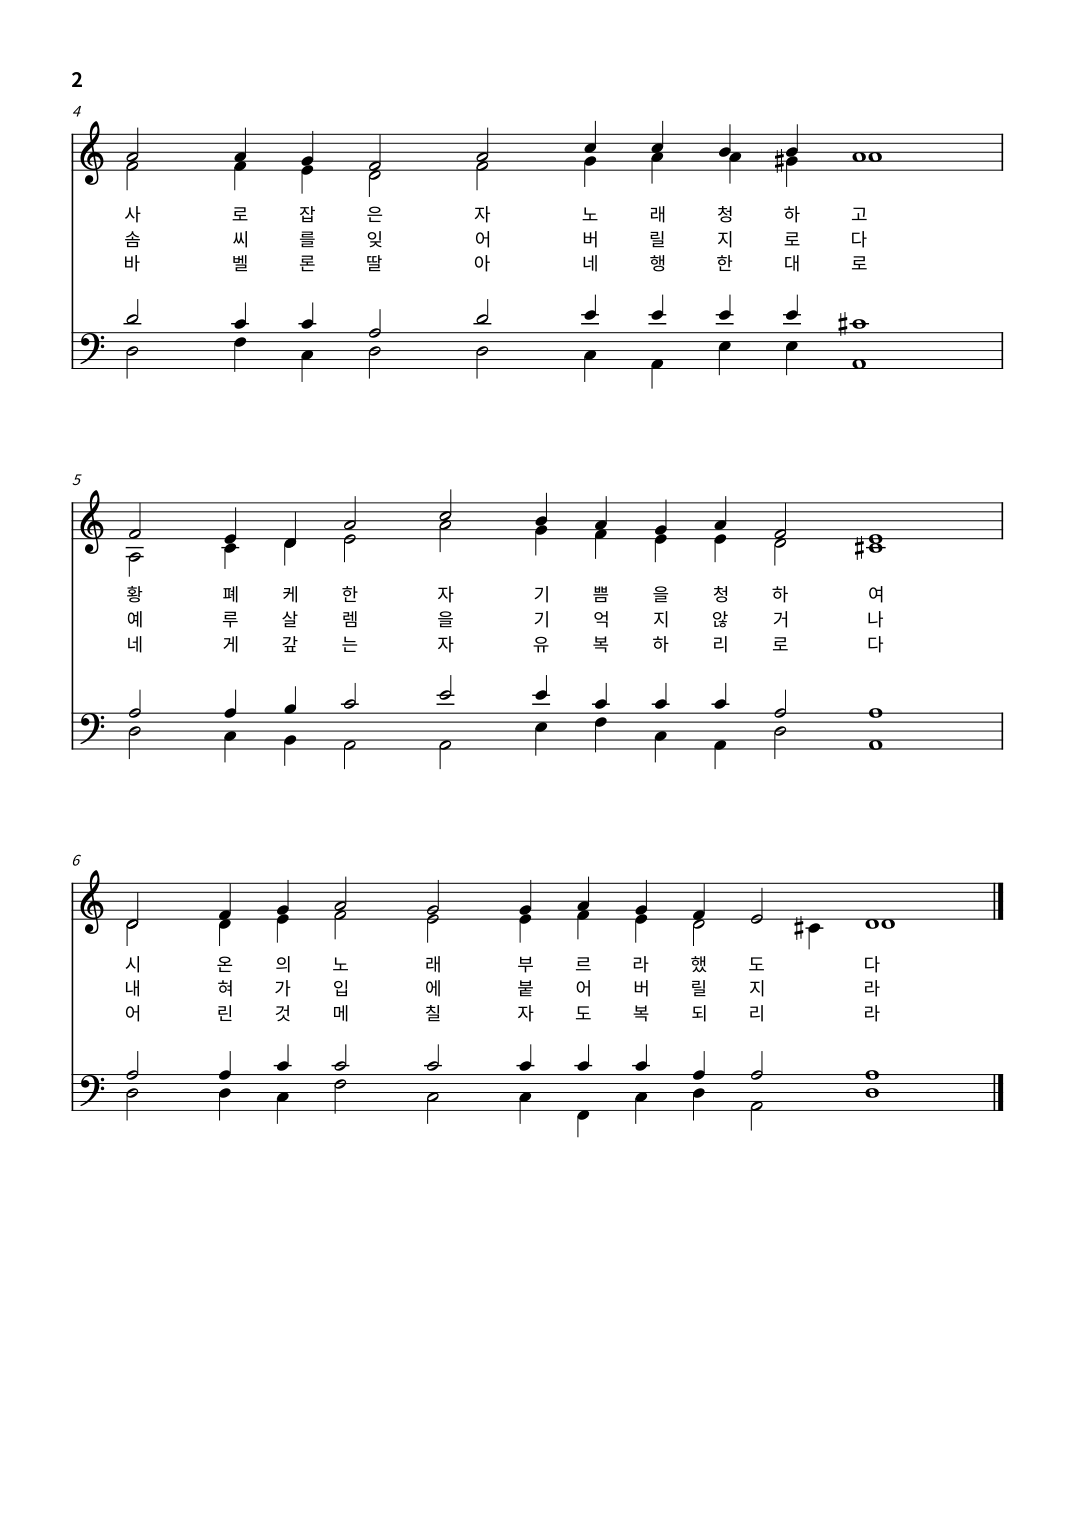 2
4
사 로 잡 은 자 노 래 청 하 고
솜 씨 를 잊 어 버 릴 지 로 다
바 벨 론 딸 아 네 행 한 대 로
5
황 폐 케 한 자 기 쁨 을 청 하 여
예 루 살 렘 을 기 억 지 않 거 나
네 게 갚 는 자 유 복 하 리 로 다
6
시 온 의 노 래 부 르 라 했 도 다
내 혀 가 입 에 붙 어 버 릴 지 라
어 린 것 메 칠 자 도 복 되 리 라